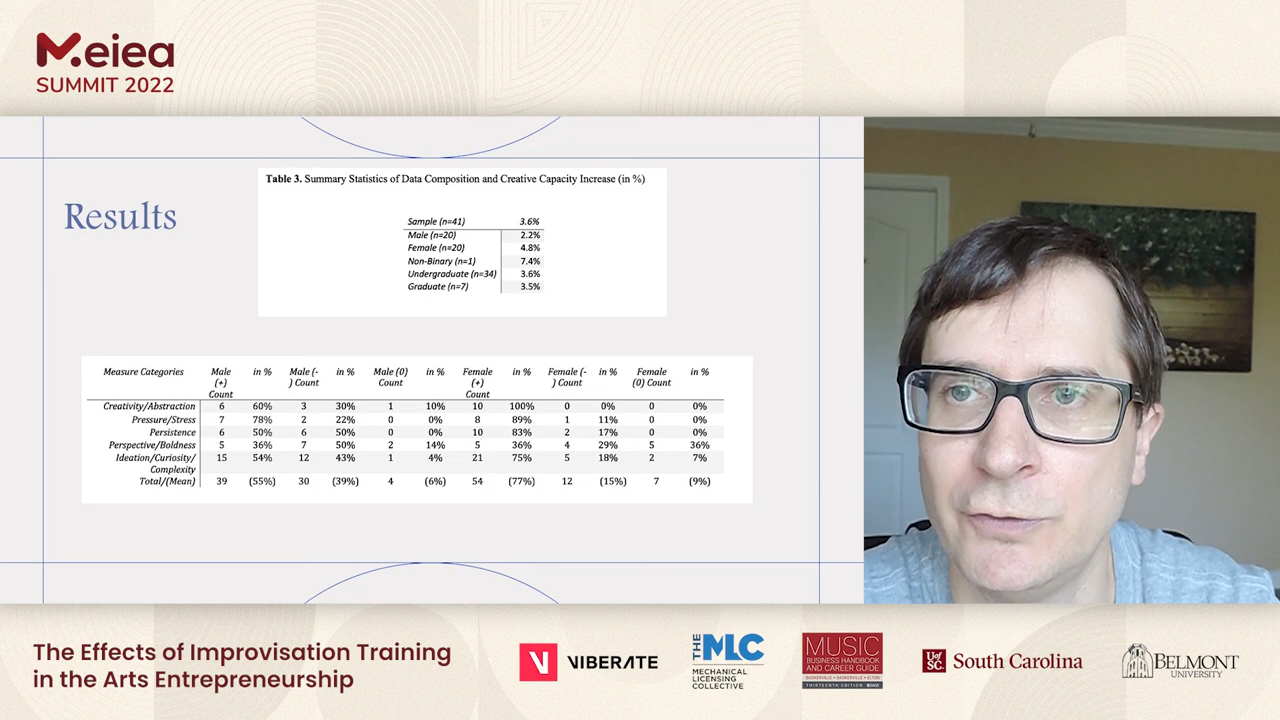 Meiea
SUMMIT 2022
Results
Table 3. Summary Statistics of Data Composition and Creative Capacity Increase (in %)
Sample (n=41) 3.6%
Male (n=20) 2.2%
Female (n=20) 4.8%
Non-Binary (n=1) 7.4%
Undergraduate (n=34) 3.6%
Graduate (n=7) 3.5%
Measure Categories Male (+) Count in % Male (-) Count in % Male (0) Count in % Female (+) Count in % Female (-) Count in % Female (0) Count in %
Creativity/Abstraction 6 60% 3 30% 1 10% 10 100% 0 0% 0 0%
Pressure/Stress 7 78% 2 22% 0 0% 8 89% 1 11% 0 0%
Persistence 6 50% 6 50% 0 0% 10 83% 2 17% 0 0%
Perspective/Boldness 5 36% 7 50% 2 14% 5 36% 4 29% 5 36%
Ideation/Curiosity/Complexity 15 54% 12 43% 1 4% 21 75% 5 18% 2 7%
Total/(Mean) 39 (55%) 30 (39%) 4 (6%) 54 (77%) 12 (15%) 7 (9%)
The Effects of Improvisation Training
in the Arts Entrepreneurship
VIBERATE
THE MLC
MECHANICAL
LICENSING
COLLECTIVE
MUSIC
BUSINESS HANDBOOK
AND CAREER GUIDE
BASKERVILLE • BASKERVILLE • ELTON
THIRTEENTH EDITION
UofSC
South Carolina
BELMONT
UNIVERSITY